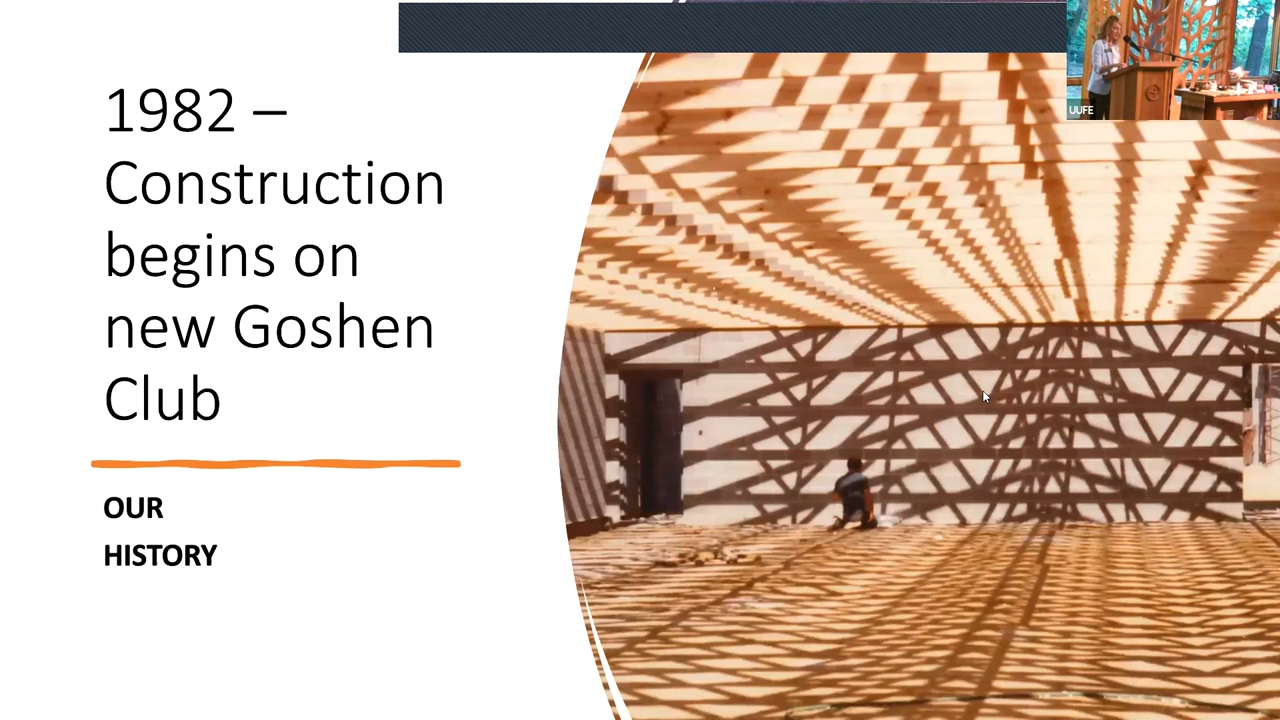 1982 –
Construction
begins on
new Goshen
Club
OUR
HISTORY
UUFE